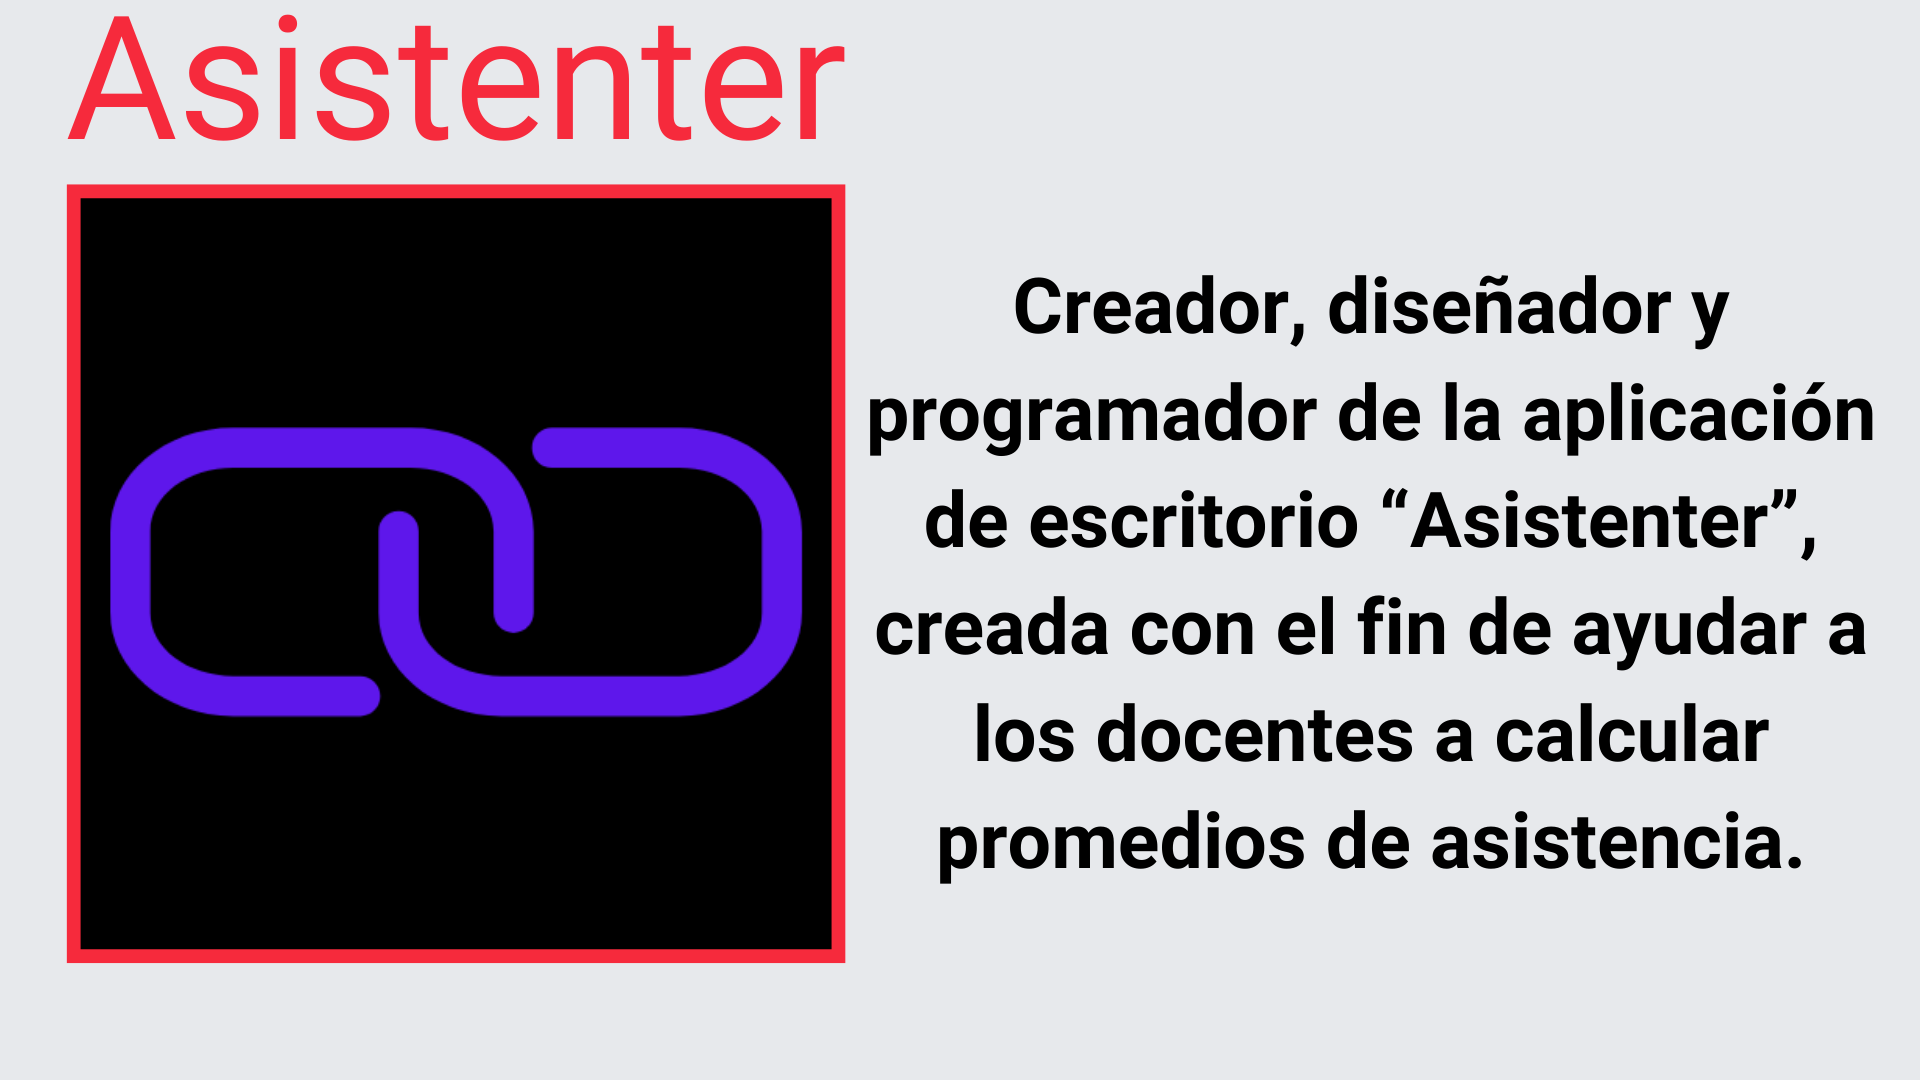 Asistenter
Creador, diseñador y
programador de la aplicación
de escritorio “Asistenter”,
creada con el fin de ayudar a
los docentes a calcular
promedios de asistencia.